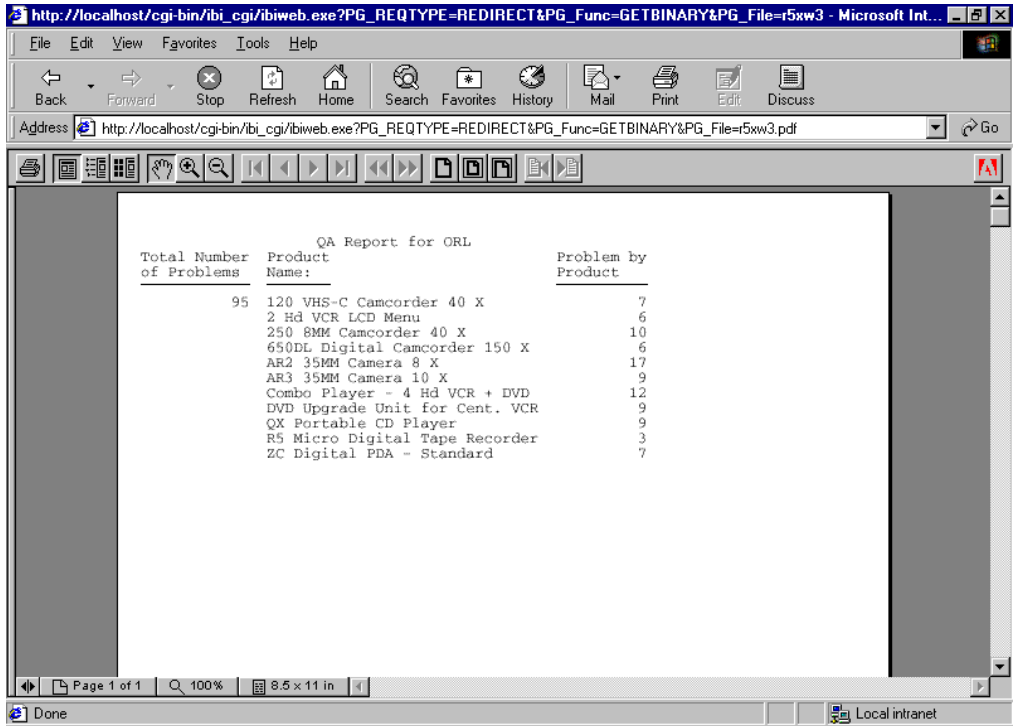 http://localhost/cgi-bin/ibi_cgi/ibiweb.exe?PG_REQTYPE=REDIRECT&PG_Func=GETBINARY&PG_File=r5xw3 - Microsoft Int...
File Edit View Favorites Tools Help
Back Forward Stop Refresh Home Search Favorites History Mail Print Edit Discuss
Address http://localhost/cgi-bin/ibi_cgi/ibiweb.exe?PG_REQTYPE=REDIRECT&PG_Func=GETBINARY&PG_File=r5xw3.pdf Go
QA Report for ORL
Total Number Product Problem by
of Problems Name: Product
95 120 VHS-C Camcorder 40 X 7
2 Hd VCR LCD Menu 6
250 8MM Camcorder 40 X 10
650DL Digital Camcorder 150 X 6
AR2 35MM Camera 8 X 17
AR3 35MM Camera 10 X 9
Combo Player - 4 Hd VCR + DVD 12
DVD Upgrade Unit for Cent. VCR 9
QX Portable CD Player 9
R5 Micro Digital Tape Recorder 3
ZC Digital PDA - Standard 7
Page 1 of 1 100% 8.5 x 11 in
Done Local intranet